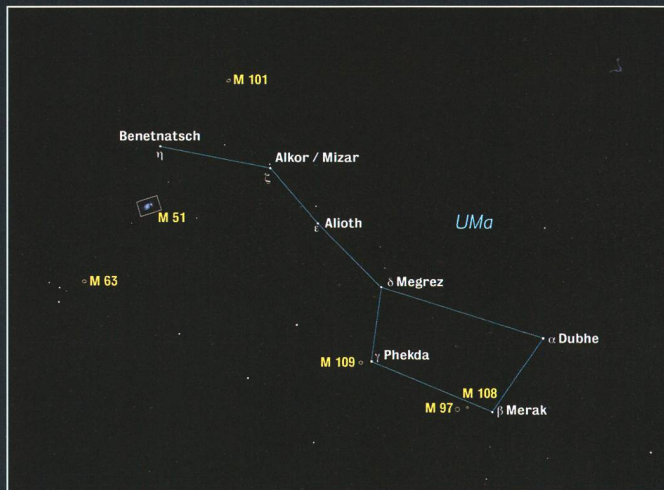 M 101
Benetnatsch
η
Alkor / Mizar
ζ
M 51
ε Alioth
UMa
M 63
δ Megrez
α Dubhe
γ Phekda
M 109
M 108
M 97
β Merak